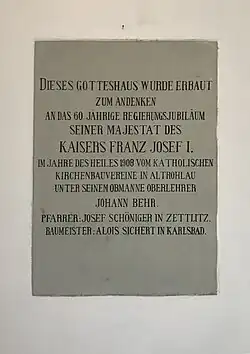 DIESES GOTTESHAUS WURDE ERBAUT
ZUM ANDENKEN
AN DAS 60 JÄHRIGE REGIERUNGSJUBILÄUM
SEINER MAJESTAT DES
KAISERS FRANZ JOSEF I.
IM JAHRE DES HEILES 1909 VOM KATHOLISCHEN
KIRCHENBAUVEREINE IN ALTROHLAU
UNTER SEINEM OBMANNE OBERLEHRER
JOHANN BEHR.
PFARRER: JOSEF SCHÖNIGER IN ZETTLITZ.
BAUMEISTER: ALOIS SICHERT IN KARLSBAD.